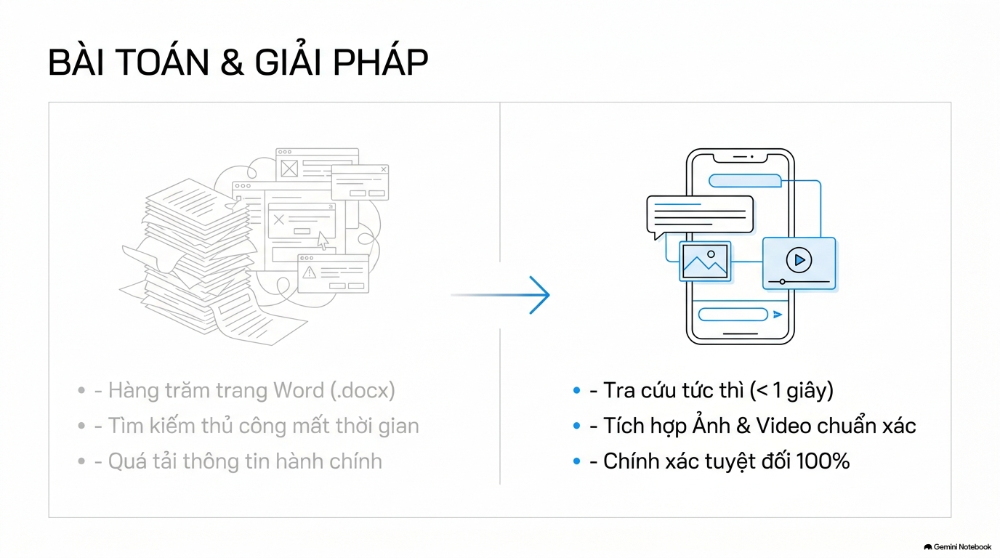 BÀI TOÁN & GIẢI PHÁP
- Hàng trăm trang Word (.docx)
- Tìm kiếm thủ công mất thời gian
- Quá tải thông tin hành chính
- Tra cứu tức thì (< 1 giây)
- Tích hợp Ảnh & Video chuẩn xác
- Chính xác tuyệt đối 100%
Gemini Notebook